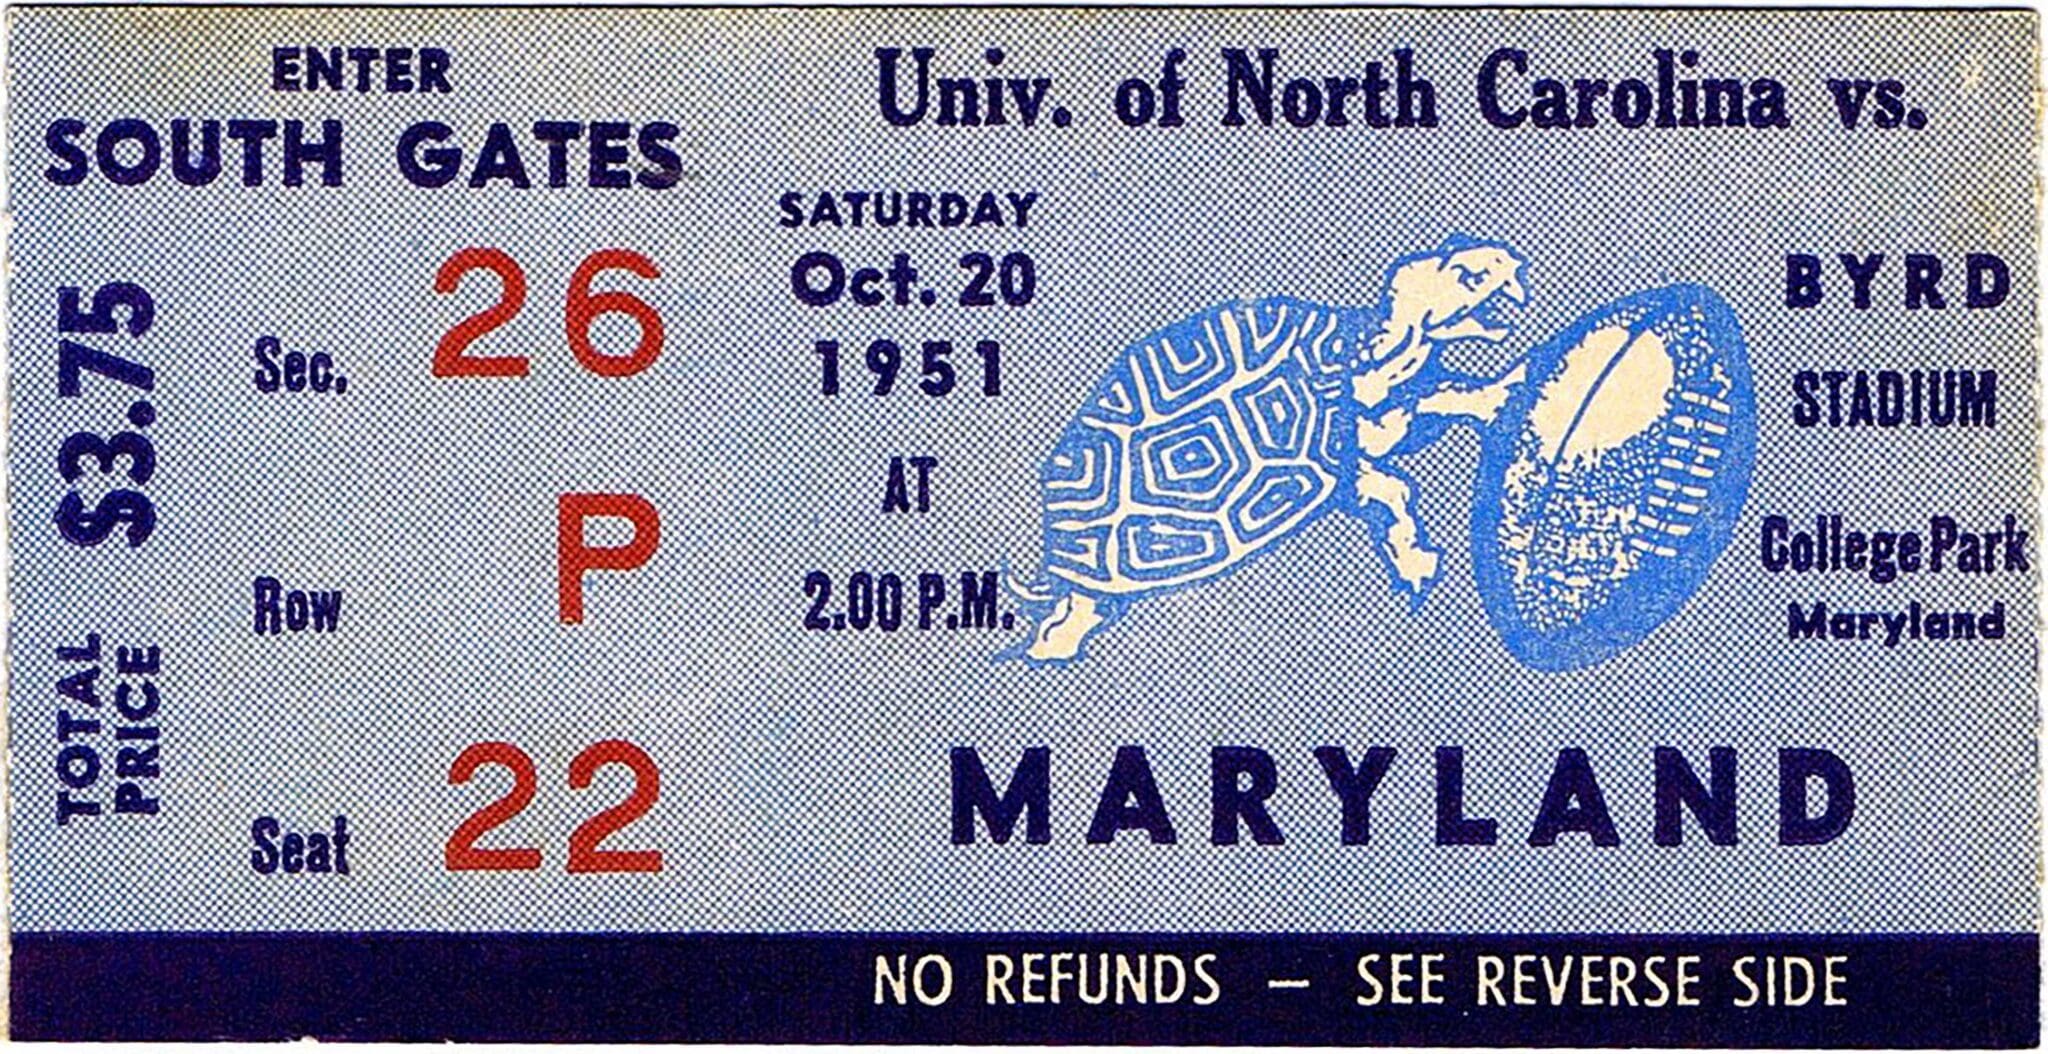 ENTER
SOUTH GATES
TOTAL PRICE $3.75
Sec. 26
Row P
Seat 22
Univ. of North Carolina vs.
SATURDAY
Oct. 20
1951
AT
2.00 P.M.
BYRD
STADIUM
College Park
Maryland
MARYLAND
NO REFUNDS — SEE REVERSE SIDE